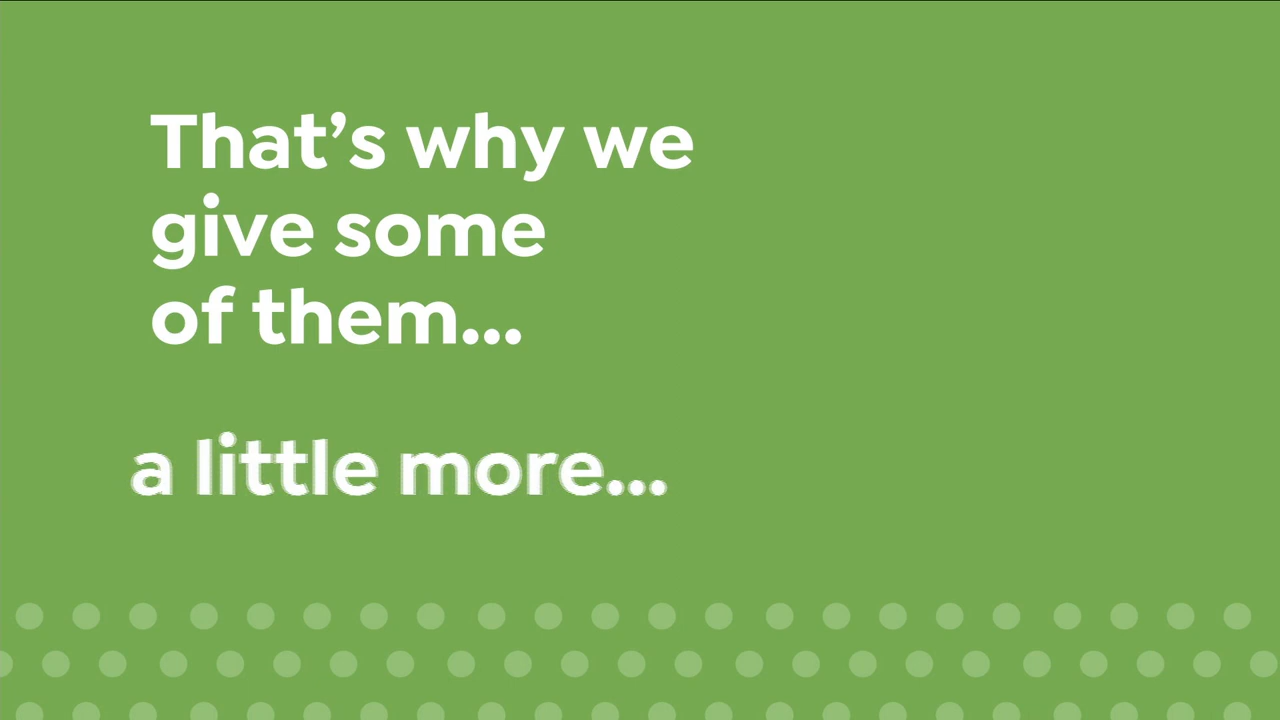 That’s why we
give some
of them...
a little more...